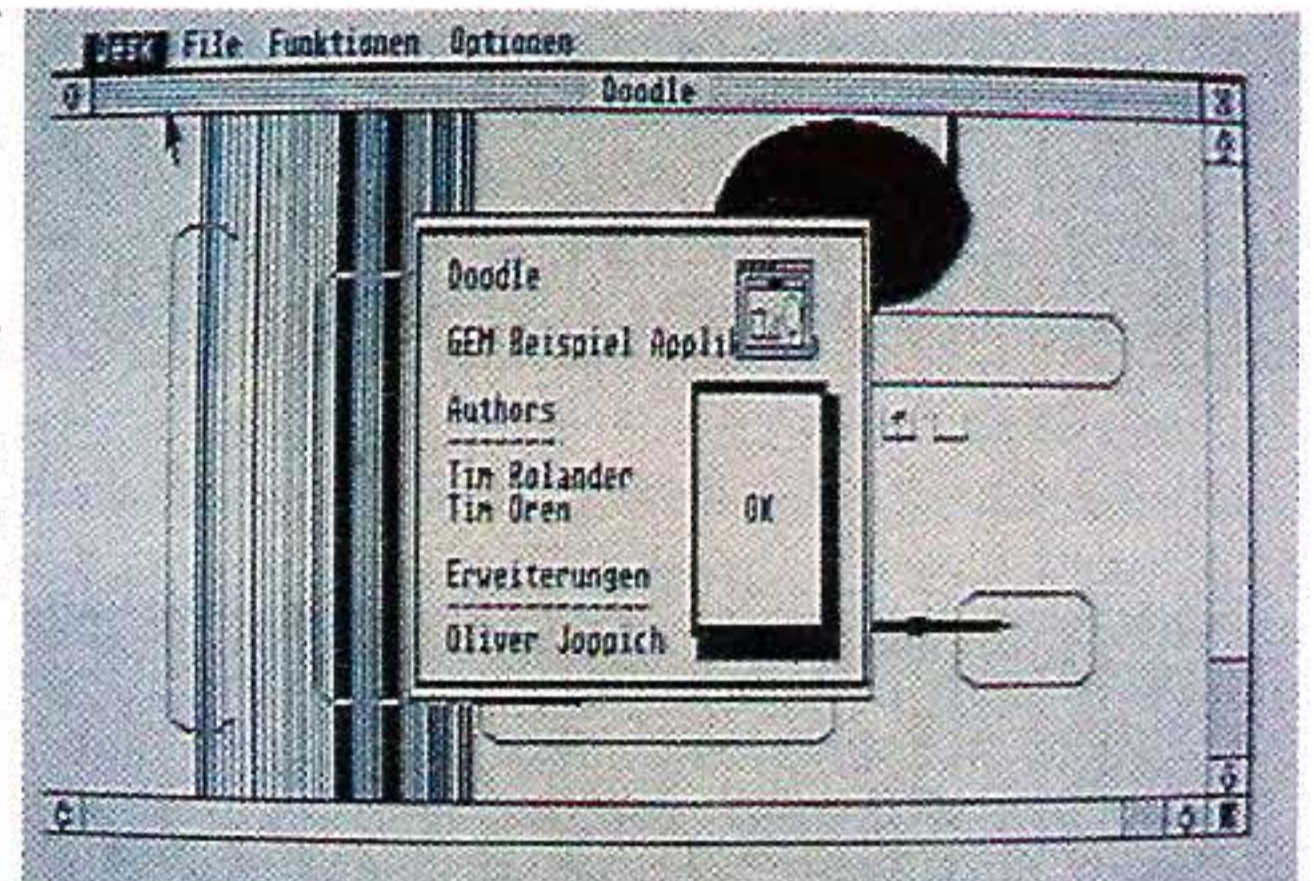 File Funktionen Optionen
Doodle
Doodle
GEM Beispiel Appli
Authors
Tim Rolander
Tim Oren
OK
Erweiterungen
Oliver Joppich